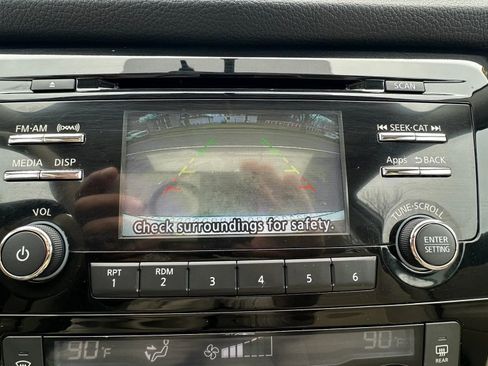 SCAN
FM·AM
((XM))
SEEK·CAT
MEDIA
DISP
Apps
BACK
VOL
TUNE·SCROLL
Check surroundings for safety.
ENTER
SETTING
RPT
1
RDM
2
3
4
5
6
90°F
90°F
REAR